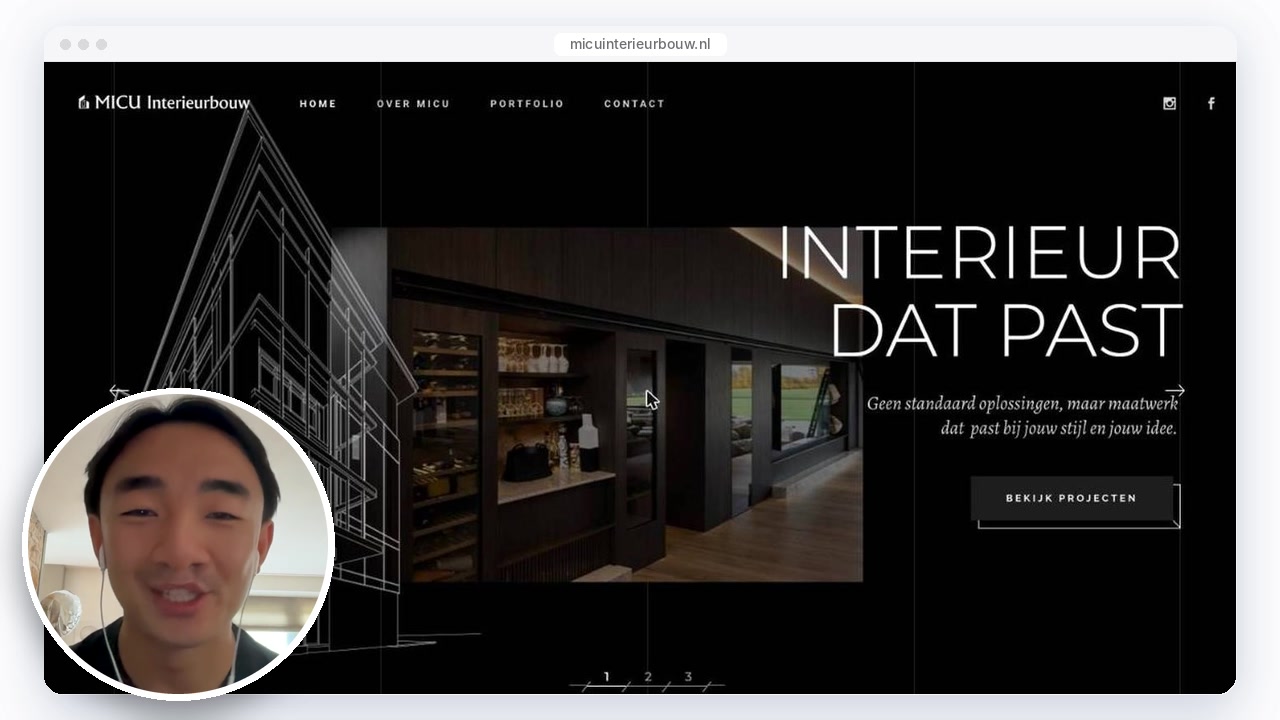 micuinterieurbouw.nl
MICU Interieurbouw
HOME
OVER MICU
PORTFOLIO
CONTACT
INTERIEUR
DAT PAST
Geen standaard oplossingen, maar maatwerk
dat past bij jouw stijl en jouw idee.
BEKIJK PROJECTEN
1
2
3